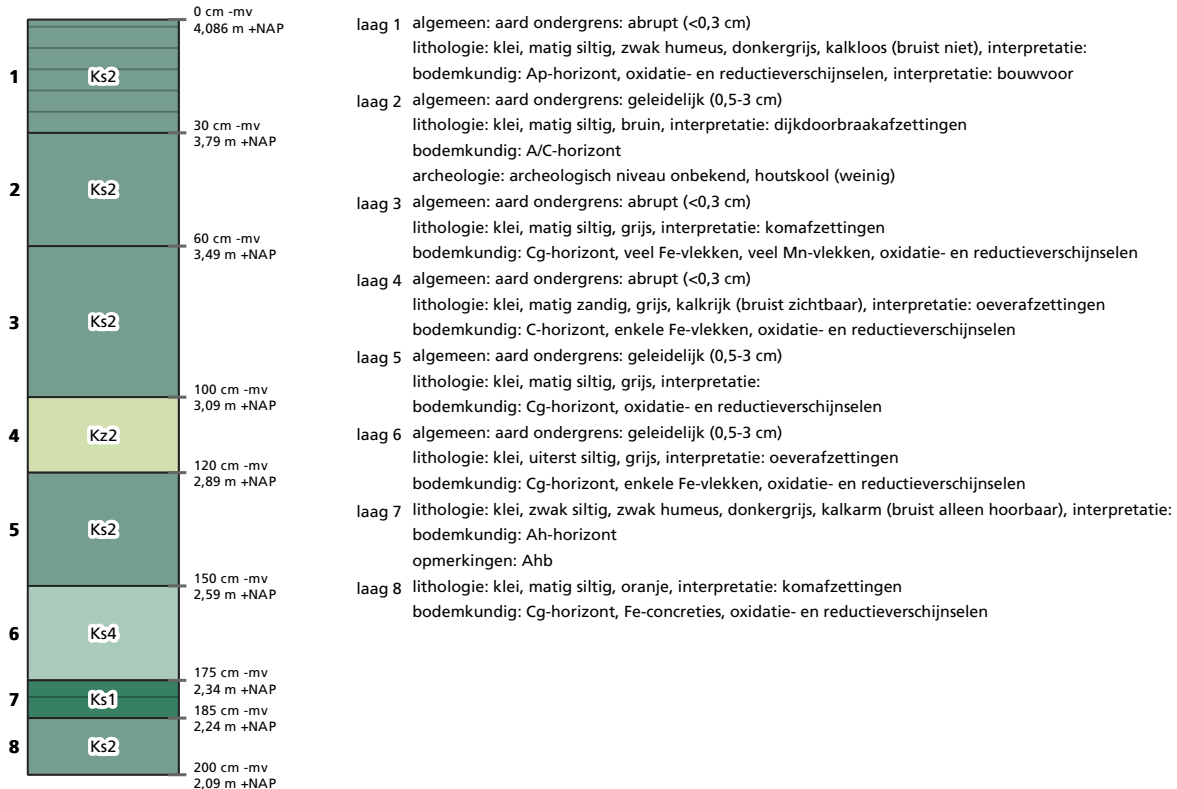 0 cm -mv
4,086 m +NAP
1
Ks2
30 cm -mv
3,79 m +NAP
2
Ks2
60 cm -mv
3,49 m +NAP
3
Ks2
100 cm -mv
3,09 m +NAP
4
Kz2
120 cm -mv
2,89 m +NAP
5
Ks2
150 cm -mv
2,59 m +NAP
6
Ks4
175 cm -mv
2,34 m +NAP
7
Ks1
185 cm -mv
2,24 m +NAP
8
Ks2
200 cm -mv
2,09 m +NAP
laag 1 algemeen: aard ondergrens: abrupt (<0,3 cm)
lithologie: klei, matig siltig, zwak humeus, donkergrijs, kalkloos (bruist niet), interpretatie:
bodemkundig: Ap-horizont, oxidatie- en reductieverschijnselen, interpretatie: bouwvoor
laag 2 algemeen: aard ondergrens: geleidelijk (0,5-3 cm)
lithologie: klei, matig siltig, bruin, interpretatie: dijkdoorbraakafzettingen
bodemkundig: A/C-horizont
archeologie: archeologisch niveau onbekend, houtskool (weinig)
laag 3 algemeen: aard ondergrens: abrupt (<0,3 cm)
lithologie: klei, matig siltig, grijs, interpretatie: komafzettingen
bodemkundig: Cg-horizont, veel Fe-vlekken, veel Mn-vlekken, oxidatie- en reductieverschijnselen
laag 4 algemeen: aard ondergrens: abrupt (<0,3 cm)
lithologie: klei, matig zandig, grijs, kalkrijk (bruist zichtbaar), interpretatie: oeverafzettingen
bodemkundig: C-horizont, enkele Fe-vlekken, oxidatie- en reductieverschijnselen
laag 5 algemeen: aard ondergrens: geleidelijk (0,5-3 cm)
lithologie: klei, matig siltig, grijs, interpretatie:
bodemkundig: Cg-horizont, oxidatie- en reductieverschijnselen
laag 6 algemeen: aard ondergrens: geleidelijk (0,5-3 cm)
lithologie: klei, uiterst siltig, grijs, interpretatie: oeverafzettingen
bodemkundig: Cg-horizont, enkele Fe-vlekken, oxidatie- en reductieverschijnselen
laag 7 lithologie: klei, zwak siltig, zwak humeus, donkergrijs, kalkarm (bruist alleen hoorbaar), interpretatie:
bodemkundig: Ah-horizont
opmerkingen: Ahb
laag 8 lithologie: klei, matig siltig, oranje, interpretatie: komafzettingen
bodemkundig: Cg-horizont, Fe-concreties, oxidatie- en reductieverschijnselen